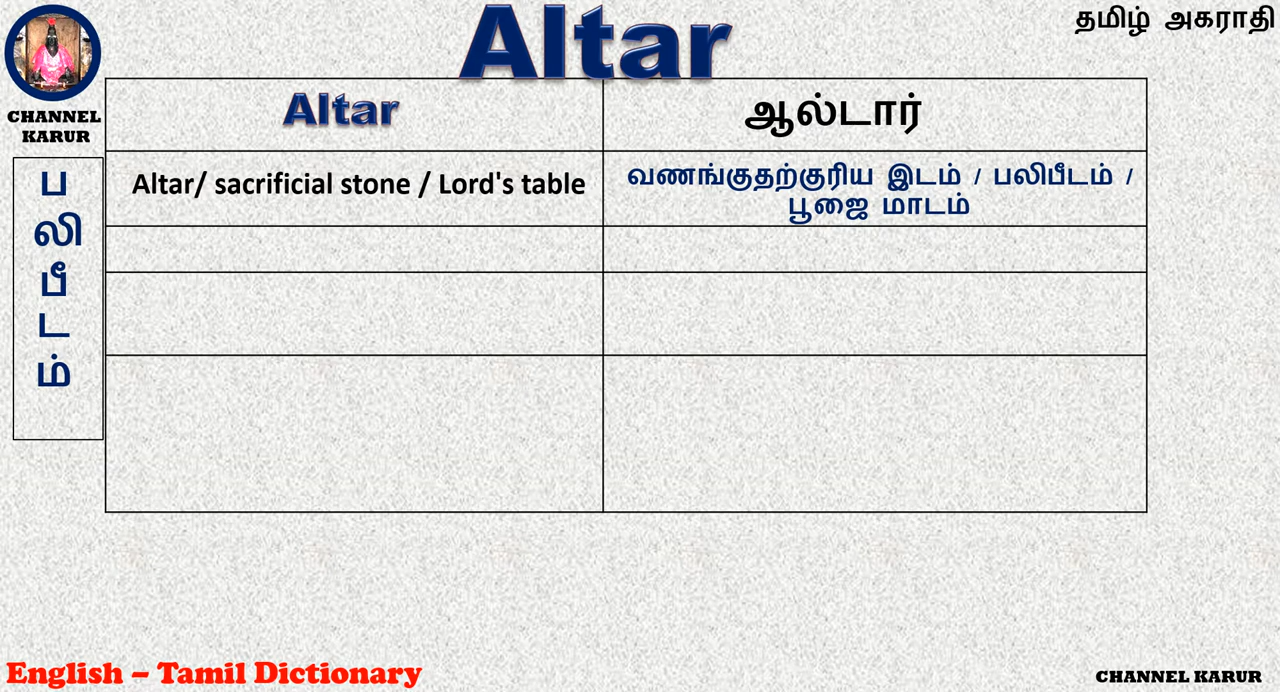 Altar
தமிழ் அகராதி
CHANNEL
KARUR
Altar
ஆல்டார்
Altar/ sacrificial stone / Lord's table
வணங்குதற்குரிய இடம் / பலிபீடம் /
பூஜை மாடம்
ப
லி
பீ
ட
ம்
English – Tamil Dictionary
CHANNEL KARUR